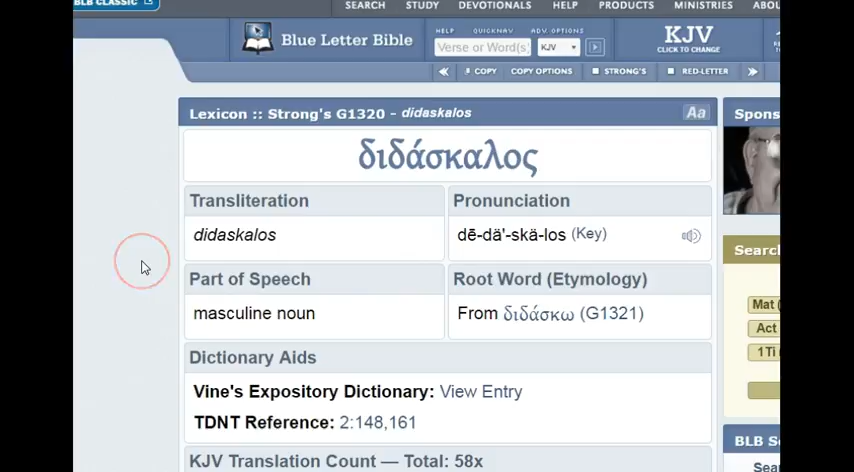 BLB CLASSIC
SEARCH STUDY DEVOTIONALS HELP PRODUCTS MINISTRIES
Blue Letter Bible
HELP QUICKNAV ADV. OPTIONS
Verse or Word(s) KJV
KJV
CLICK TO CHANGE
COPY COPY OPTIONS STRONG'S RED-LETTER
Lexicon :: Strong's G1320 - didaskalos Aa
διδάσκαλος
Transliteration Pronunciation
didaskalos dē-dä'-skä-los (Key)
Part of Speech Root Word (Etymology)
masculine noun From διδάσκω (G1321)
Dictionary Aids
Vine's Expository Dictionary: View Entry
TDNT Reference: 2:148,161
KJV Translation Count — Total: 58x
Mat
Act
1Ti